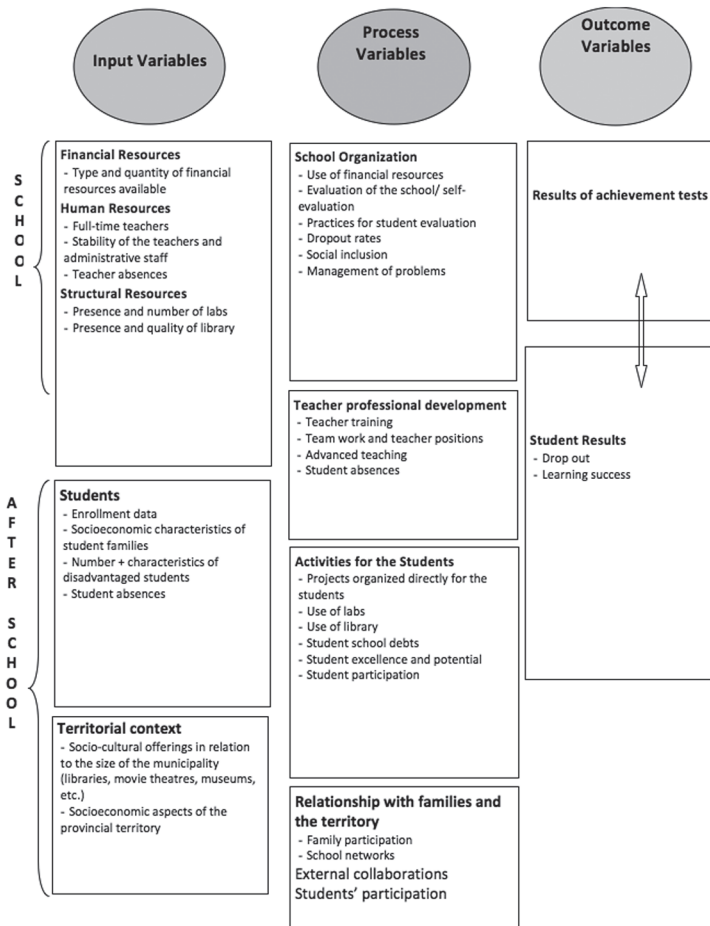 Input Variables
Process
Variables
Outcome
Variables
SCHOOL
Financial Resources
- Type and quantity of financial
resources available
Human Resources
- Full-time teachers
- Stability of the teachers and
administrative staff
- Teacher absences
Structural Resources
- Presence and number of labs
- Presence and quality of library
AFTER SCHOOL
Students
- Enrollment data
- Socioeconomic characteristics of
student families
- Number + characteristics of
disadvantaged students
- Student absences
Territorial context
- Socio-cultural offerings in relation
to the size of the municipality
(libraries, movie theatres, museums,
etc.)
- Socioeconomic aspects of the
provincial territory
School Organization
- Use of financial resources
- Evaluation of the school/ self-
evaluation
- Practices for student evaluation
- Dropout rates
- Social inclusion
- Management of problems
Teacher professional development
- Teacher training
- Team work and teacher positions
- Advanced teaching
- Student absences
Activities for the Students
- Projects organized directly for the
students
- Use of labs
- Use of library
- Student school debts
- Student excellence and potential
- Student participation
Relationship with families and
the territory
- Family participation
- School networks
External collaborations
Students' participation
Results of achievement tests
Student Results
- Drop out
- Learning success